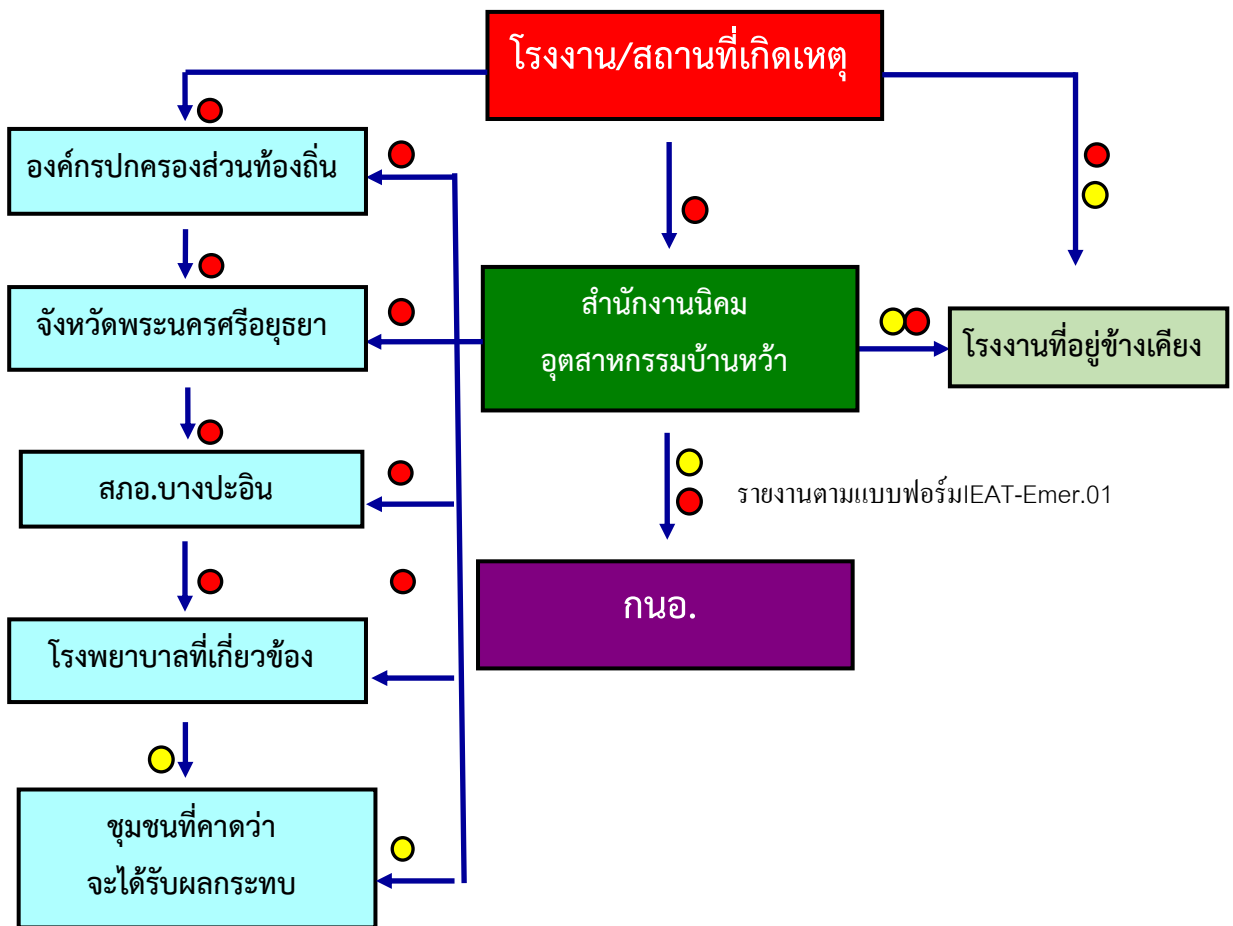 โรงงาน/สถานที่เกิดเหตุ
องค์กรปกครองส่วนท้องถิ่น
จังหวัดพระนครศรีอยุธยา
สำนักงานนิคม
อุตสาหกรรมบ้านหว้า
โรงงานที่อยู่ข้างเคียง
สภอ.บางปะอิน
รายงานตามแบบฟอร์มIEAT-Emer.01
โรงพยาบาลที่เกี่ยวข้อง
กนอ.
ชุมชนที่คาดว่า
จะได้รับผลกระทบ